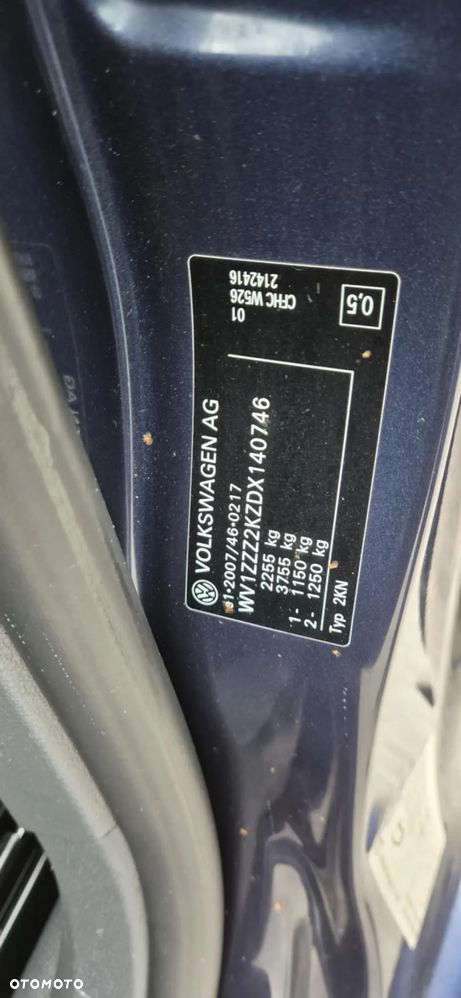 VOLKSWAGEN AG
e1*2007/46-0217
WV1ZZZ2KZDX140746
2255 kg
3755 kg
1- 1150 kg
2- 1250 kg
Typ 2KN
01
CFHC W526
2142416
0,5
OTOMOTO